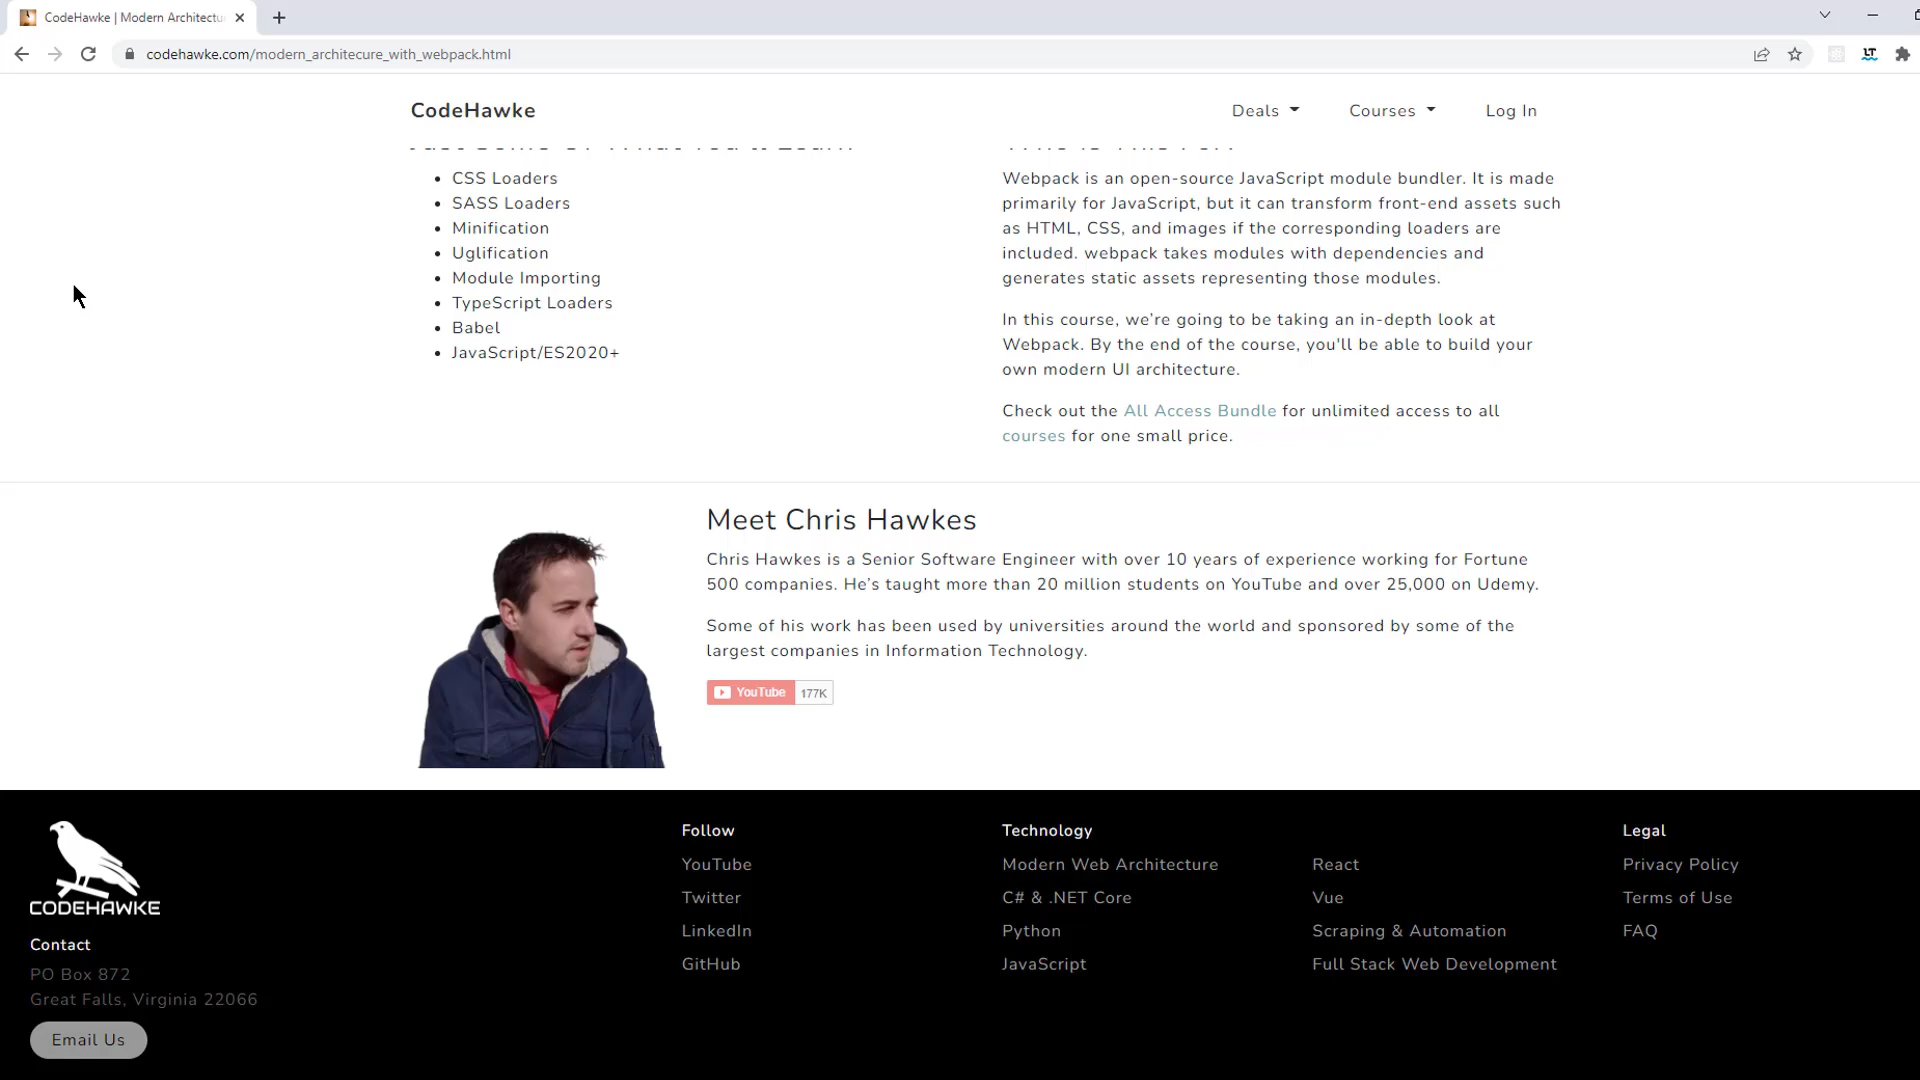 CodeHawke | Modern Architectu
codehawke.com/modern_architecure_with_webpack.html
LT
CodeHawke
Deals
Courses
Log In
CSS Loaders
SASS Loaders
Minification
Uglification
Module Importing
TypeScript Loaders
Babel
JavaScript/ES2020+
Webpack is an open-source JavaScript module bundler. It is made
primarily for JavaScript, but it can transform front-end assets such
as HTML, CSS, and images if the corresponding loaders are
included. webpack takes modules with dependencies and
generates static assets representing those modules.
In this course, we’re going to be taking an in-depth look at
Webpack. By the end of the course, you'll be able to build your
own modern UI architecture.
Check out the All Access Bundle for unlimited access to all
courses for one small price.
Meet Chris Hawkes
Chris Hawkes is a Senior Software Engineer with over 10 years of experience working for Fortune
500 companies. He’s taught more than 20 million students on YouTube and over 25,000 on Udemy.
Some of his work has been used by universities around the world and sponsored by some of the
largest companies in Information Technology.
YouTube 177K
CODEHAWKE
Contact
PO Box 872
Great Falls, Virginia 22066
Email Us
Follow
YouTube
Twitter
LinkedIn
GitHub
Technology
Modern Web Architecture
C# & .NET Core
Python
JavaScript
React
Vue
Scraping & Automation
Full Stack Web Development
Legal
Privacy Policy
Terms of Use
FAQ